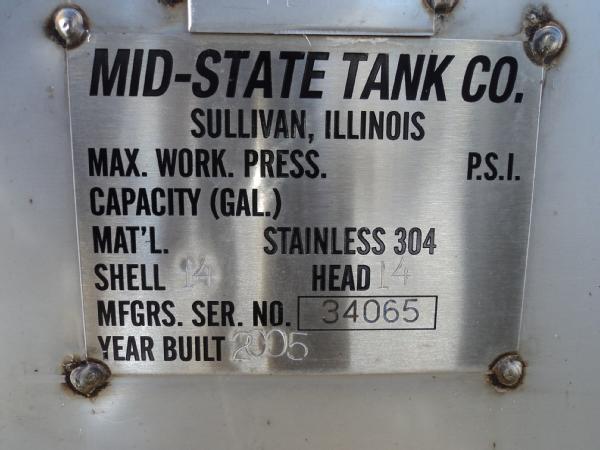 MID-STATE TANK CO.
SULLIVAN, ILLINOIS
MAX. WORK. PRESS. P.S.I.
CAPACITY (GAL.)
MAT'L. STAINLESS 304
SHELL 14 HEAD 14
MFGRS. SER. NO. 34065
YEAR BUILT 2005